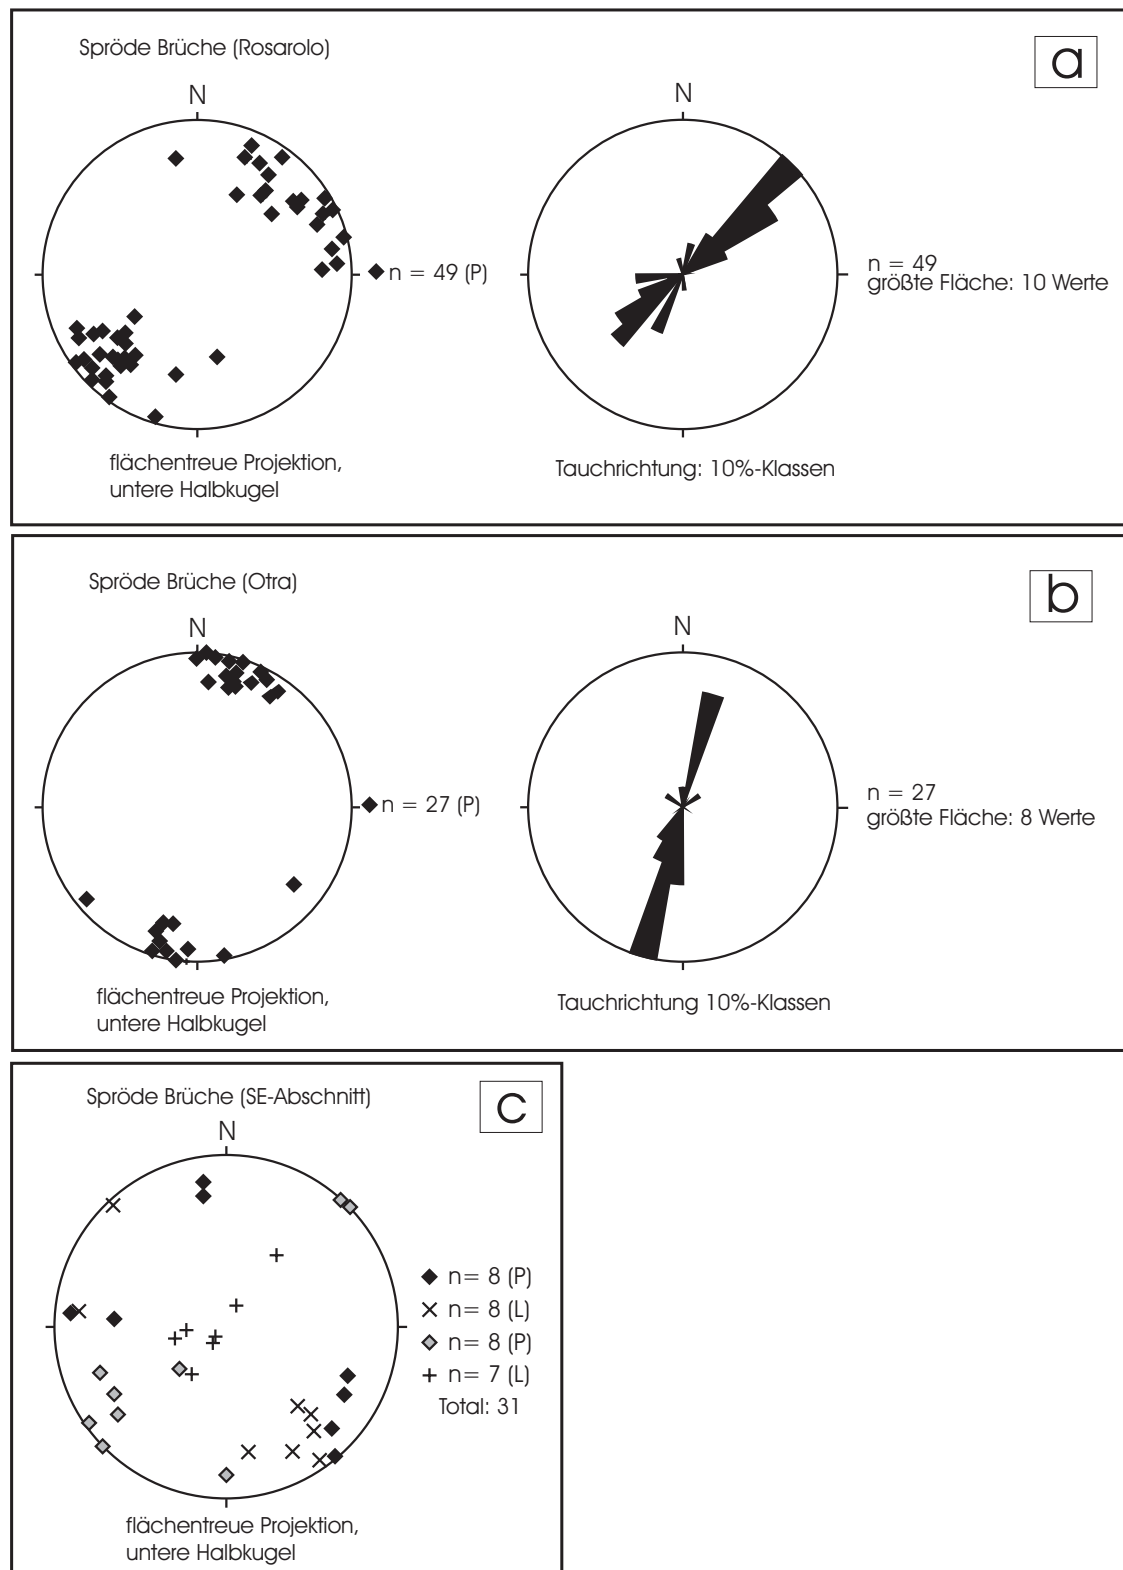 Spröde Brüche (Rosarolo)
a
N
N
n = 49 (P)
n = 49
größte Fläche: 10 Werte
flächentreue Projektion,
untere Halbkugel
Tauchrichtung: 10%-Klassen
Spröde Brüche (Otra)
b
N
N
n = 27 (P)
n = 27
größte Fläche: 8 Werte
flächentreue Projektion,
untere Halbkugel
Tauchrichtung 10%-Klassen
Spröde Brüche (SE-Abschnitt)
c
N
n= 8 (P)
n= 8 (L)
n= 8 (P)
n= 7 (L)
Total: 31
flächentreue Projektion,
untere Halbkugel